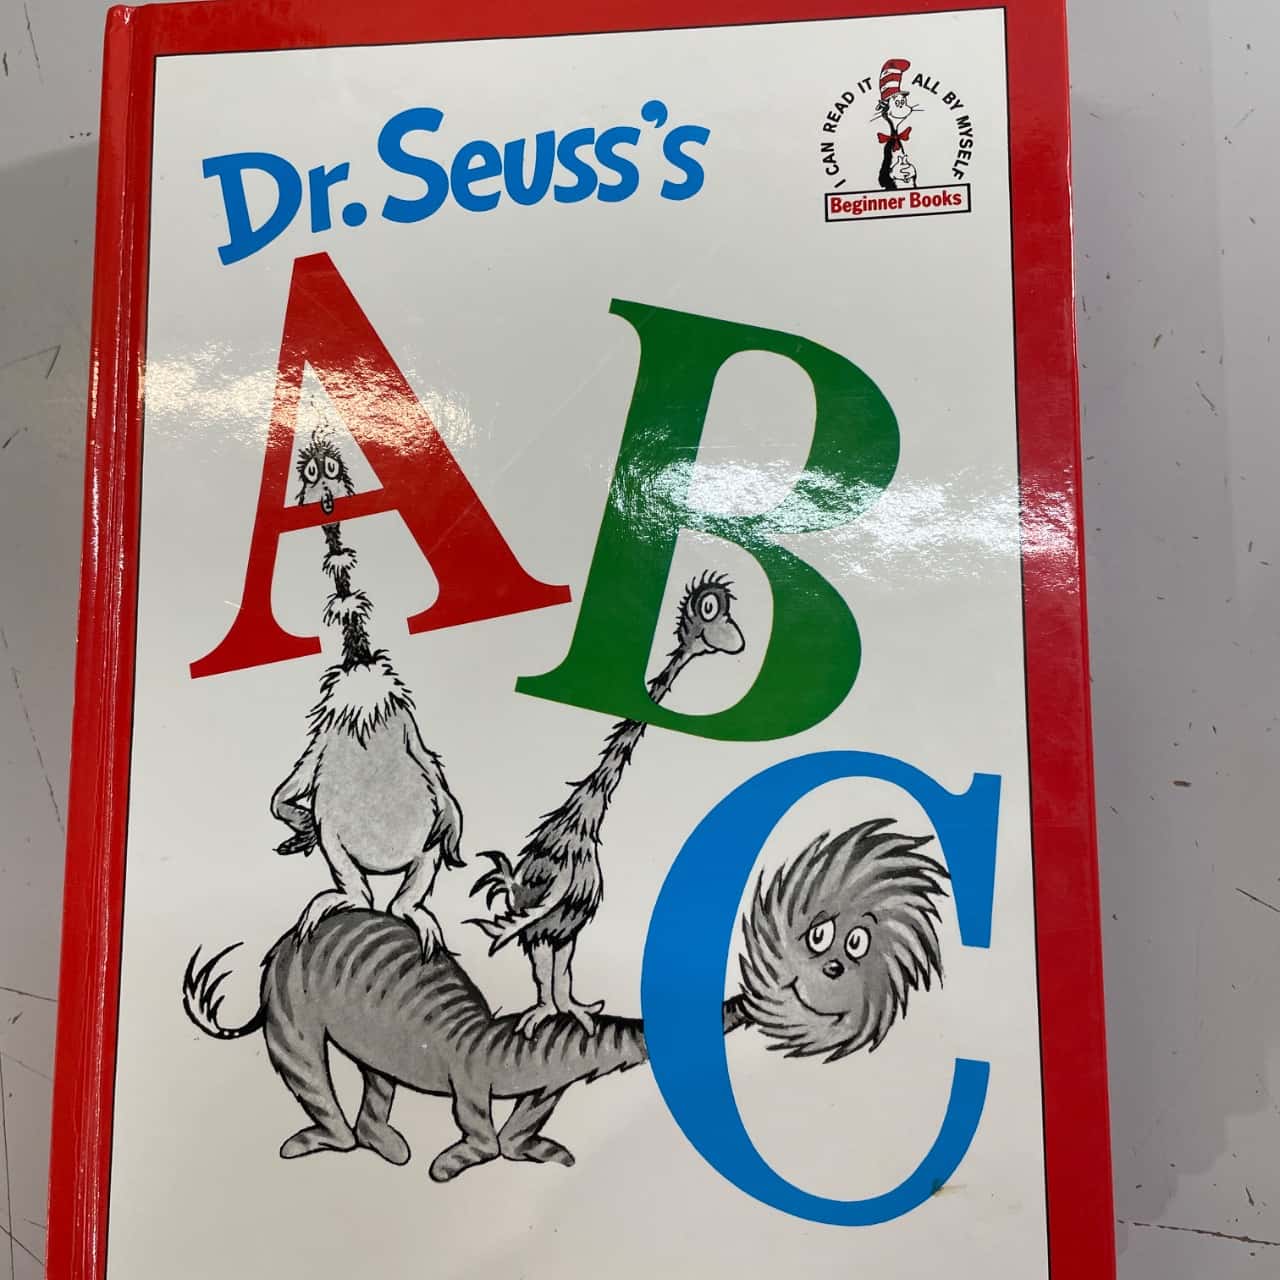 Dr. Seuss's
I CAN READ IT ALL BY MYSELF
Beginner Books
A
B
C